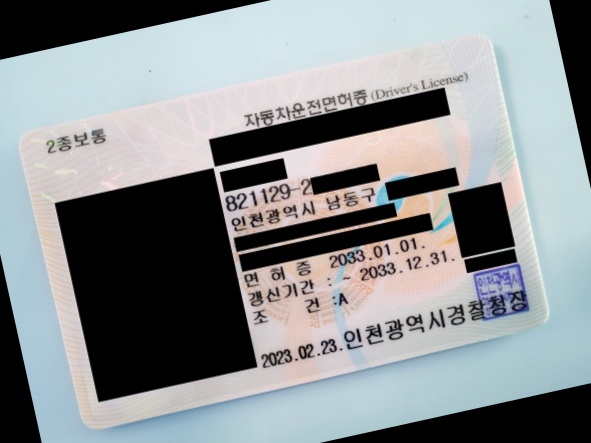 2종보통
자동차운전면허증 (Driver's License)
821129-2
인천광역시 남동구
면 허 증 2033.01.01.
갱신기간 : ~ 2033.12.31.
조 건 :A
2023.02.23. 인천광역시경찰청장